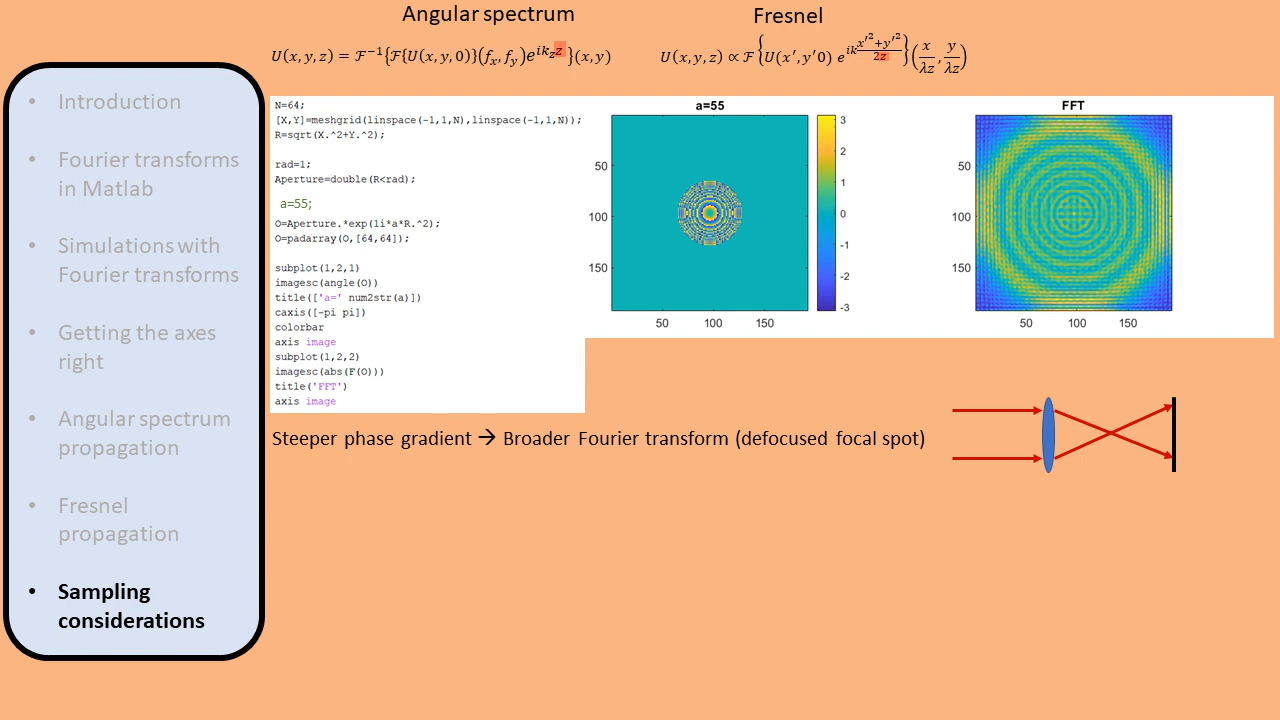 Angular spectrum
Fresnel
U(x, y, z) = ℱ⁻¹{ℱ{U(x, y, 0)}(fₓ, f_y)e^{ik_z z}}(x, y)
U(x, y, z) ∝ ℱ{U(x′, y′0) e^{ik\frac{x′²+y′²}{2z}}}(\frac{x}{λz}, \frac{y}{λz})
• Introduction
• Fourier transforms
in Matlab
• Simulations with
Fourier transforms
• Getting the axes
right
• Angular spectrum
propagation
• Fresnel
propagation
• Sampling
considerations
N=64;
[X,Y]=meshgrid(linspace(-1,1,N),linspace(-1,1,N));
R=sqrt(X.^2+Y.^2);
rad=1;
Aperture=double(R<rad);
a=55;
O=Aperture.*exp(1i*a*R.^2);
O=padarray(O,[64,64]);
subplot(1,2,1)
imagesc(angle(O))
title(['a=' num2str(a)])
caxis([-pi pi])
colorbar
axis image
subplot(1,2,2)
imagesc(abs(F(O)))
title('FFT')
axis image
a=55
50
100
150
50 100 150
3
2
1
0
-1
-2
-3
FFT
50
100
150
50 100 150
Steeper phase gradient → Broader Fourier transform (defocused focal spot)